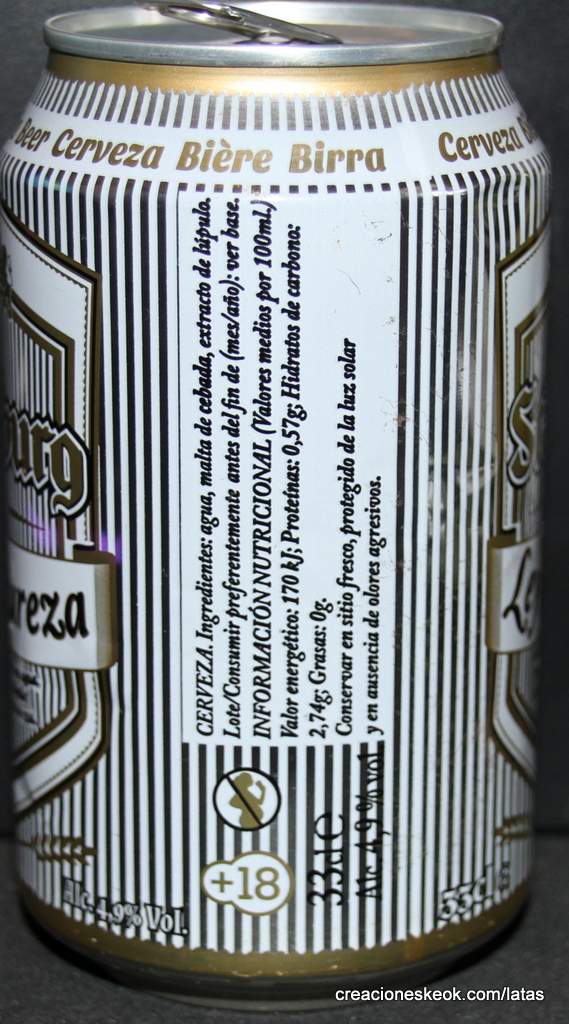 Beer Cerveza Bière Birra
Cerveza
CERVEZA. Ingredientes: agua, malta de cebada, extracto de lúpulo.
Lote/Consumir preferentemente antes del fin de (mes/año): ver base.
INFORMACIÓN NUTRICIONAL (Valores medios por 100mL)
Valor energético: 170 kJ; Proteínas: 0,57g; Hidratos de carbono:
2,74g; Grasas: 0g.
Conservar en sitio fresco, protegido de la luz solar
y en ausencia de olores agresivos.
33cl e
Alc. 4,9 % vol.
+18
Alc. 4.9% Vol.
33cl e
urg
ureza
creacioneskeok.com/latas